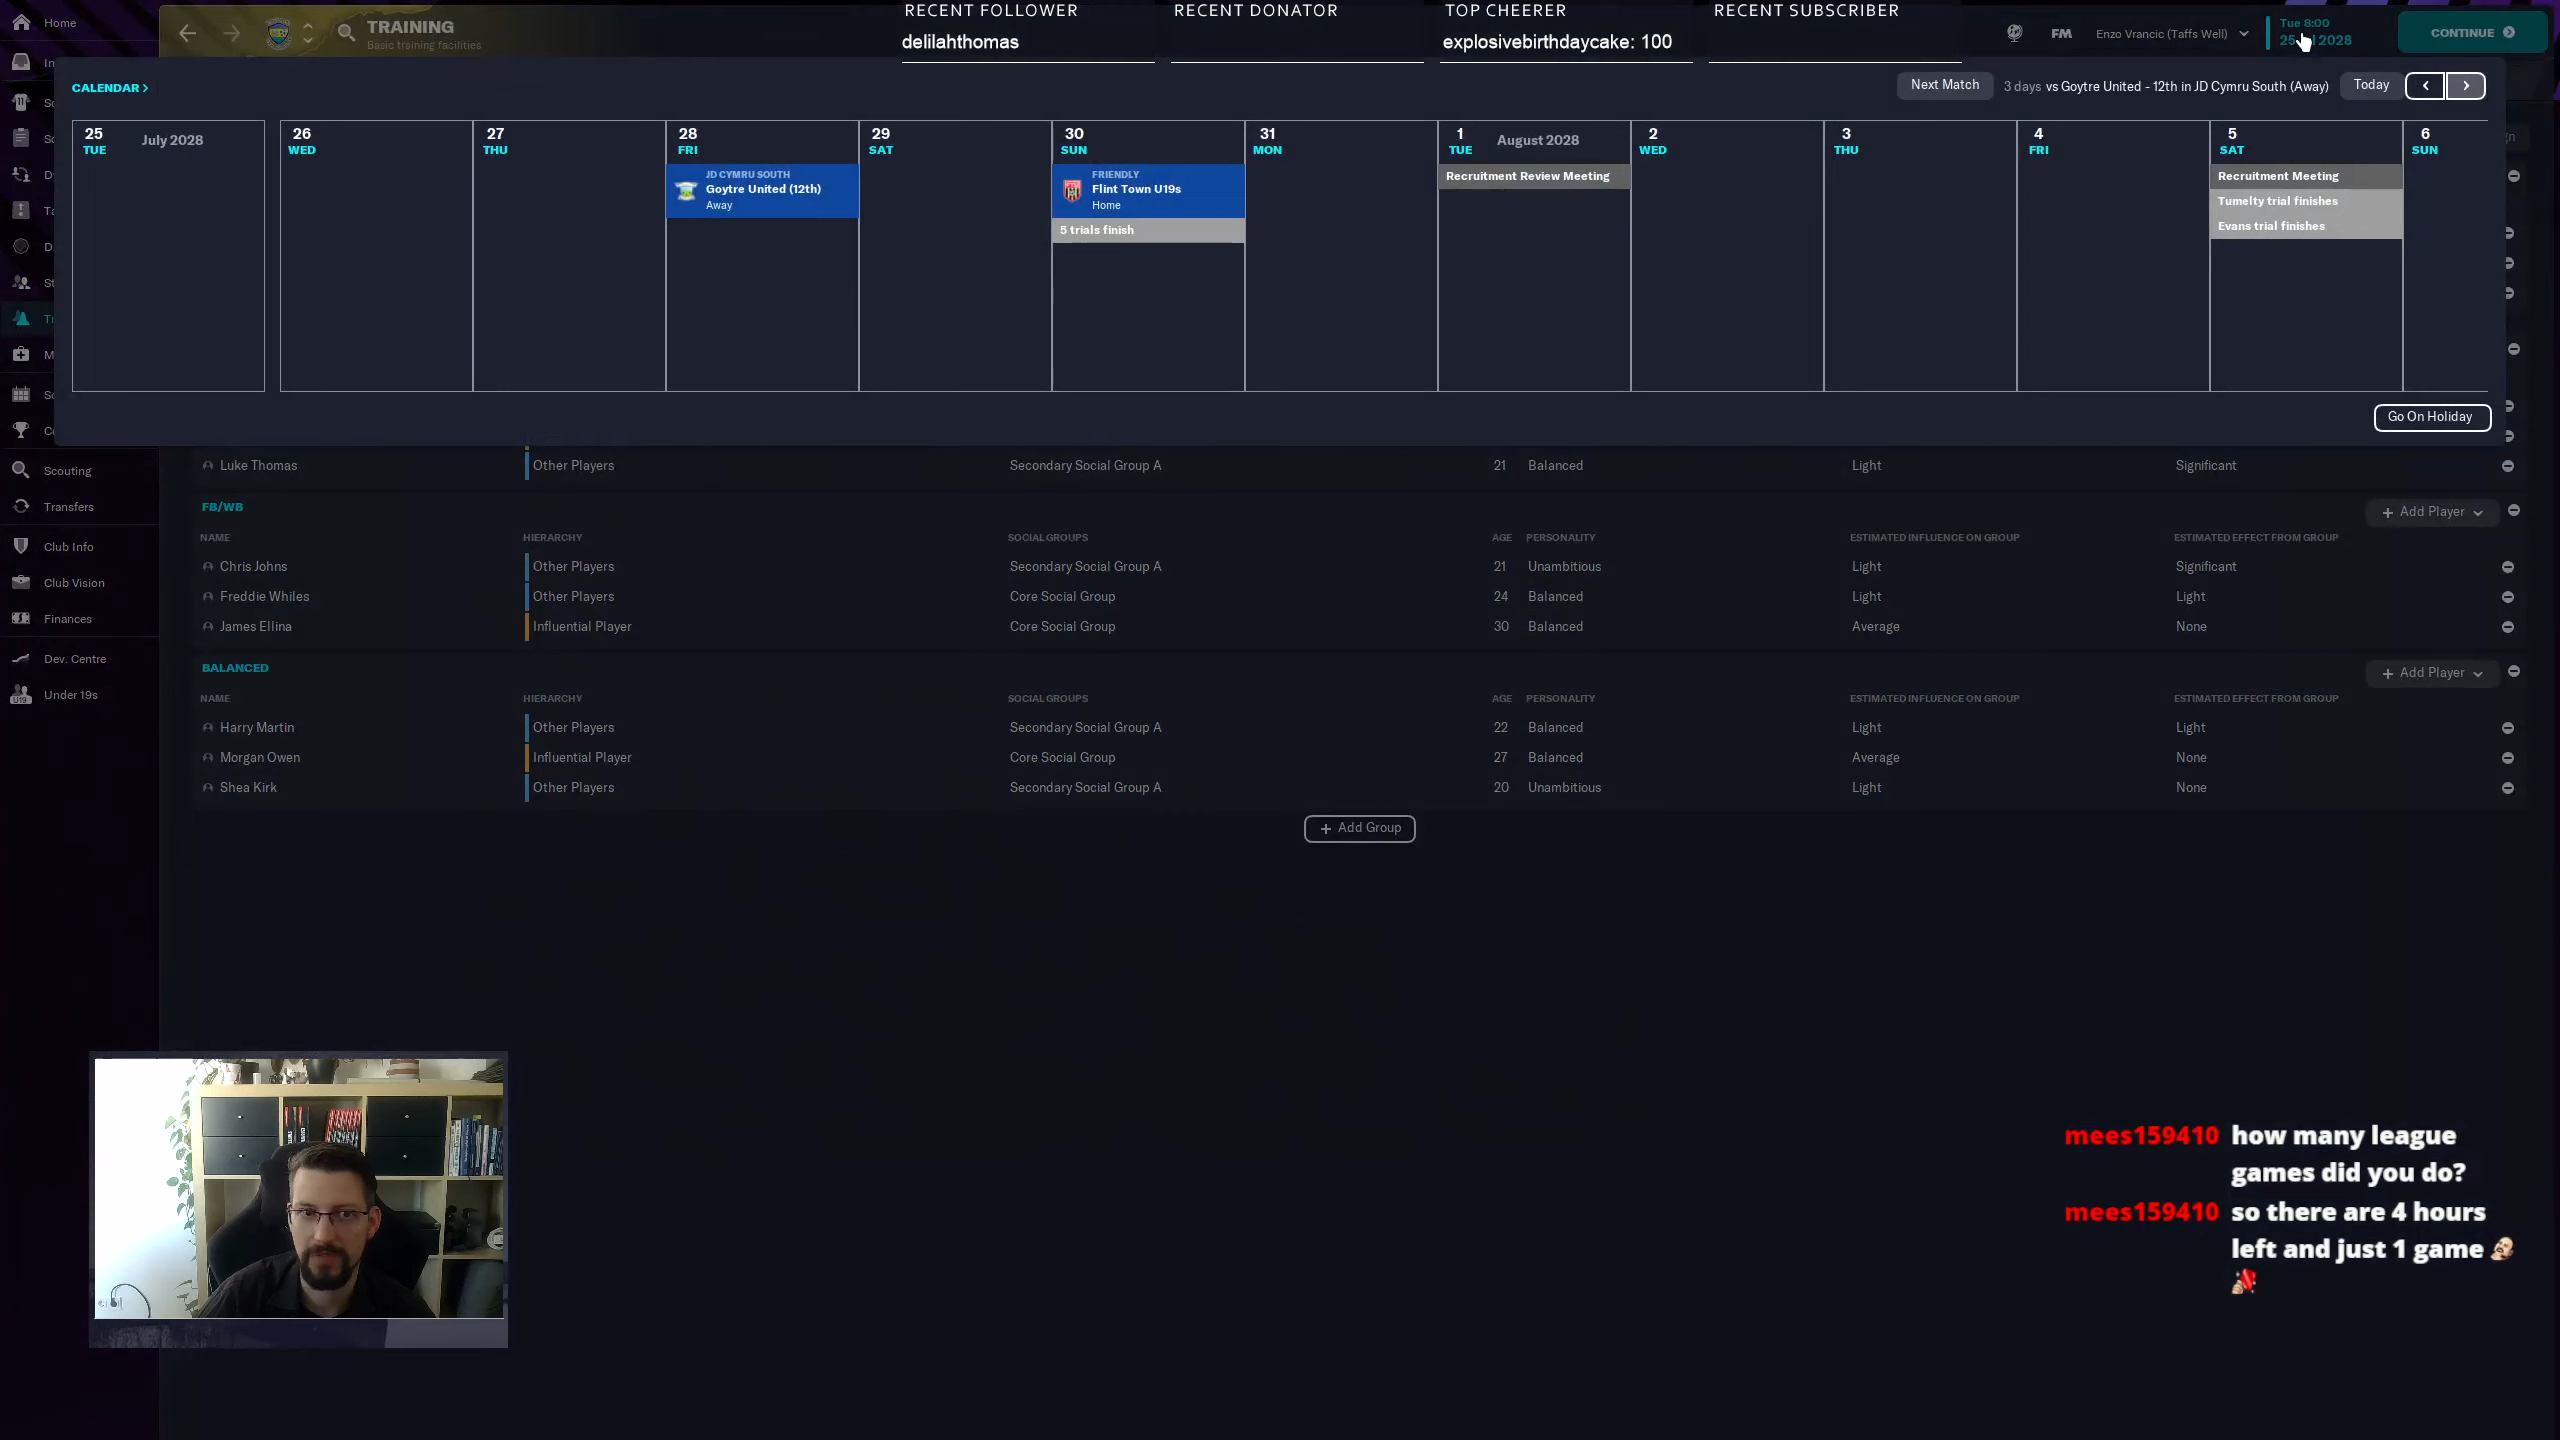 Home
TRAINING
Basic training facilities
RECENT FOLLOWER
delilahthomas
RECENT DONATOR
TOP CHEERER
explosivebirthdaycake: 100
RECENT SUBSCRIBER
FM
Enzo Vrancic (Taffs Well)
Tue 8:00
2028
CONTINUE
CALENDAR
Next Match
3 days vs Goytre United - 12th in JD Cymru South (Away)
Today
25 TUE July 2028
26 WED
27 THU
28 FRI
29 SAT
30 SUN
31 MON
1 TUE August 2028
2 WED
3 THU
4 FRI
5 SAT
6 SUN
JD CYMRU SOUTH
Goytre United (12th)
Away
FRIENDLY
Flint Town U19s
Home
5 trials finish
Recruitment Review Meeting
Recruitment Meeting
Tumelty trial finishes
Evans trial finishes
Go On Holiday
Scouting
Transfers
Club Info
Club Vision
Finances
Dev. Centre
Under 19s
Luke Thomas Other Players Secondary Social Group A 21 Balanced Light Significant
FB/WB
+ Add Player
NAME HIERARCHY SOCIAL GROUPS AGE PERSONALITY ESTIMATED INFLUENCE ON GROUP ESTIMATED EFFECT FROM GROUP
Chris Johns Other Players Secondary Social Group A 21 Unambitious Light Significant
Freddie Whiles Other Players Core Social Group 24 Balanced Light Light
James Ellina Influential Player Core Social Group 30 Balanced Average None
BALANCED
+ Add Player
NAME HIERARCHY SOCIAL GROUPS AGE PERSONALITY ESTIMATED INFLUENCE ON GROUP ESTIMATED EFFECT FROM GROUP
Harry Martin Other Players Secondary Social Group A 22 Balanced Light Light
Morgan Owen Influential Player Core Social Group 27 Balanced Average None
Shea Kirk Other Players Secondary Social Group A 20 Unambitious Light None
+ Add Group
mees159410 how many league
games did you do?
mees159410 so there are 4 hours
left and just 1 game